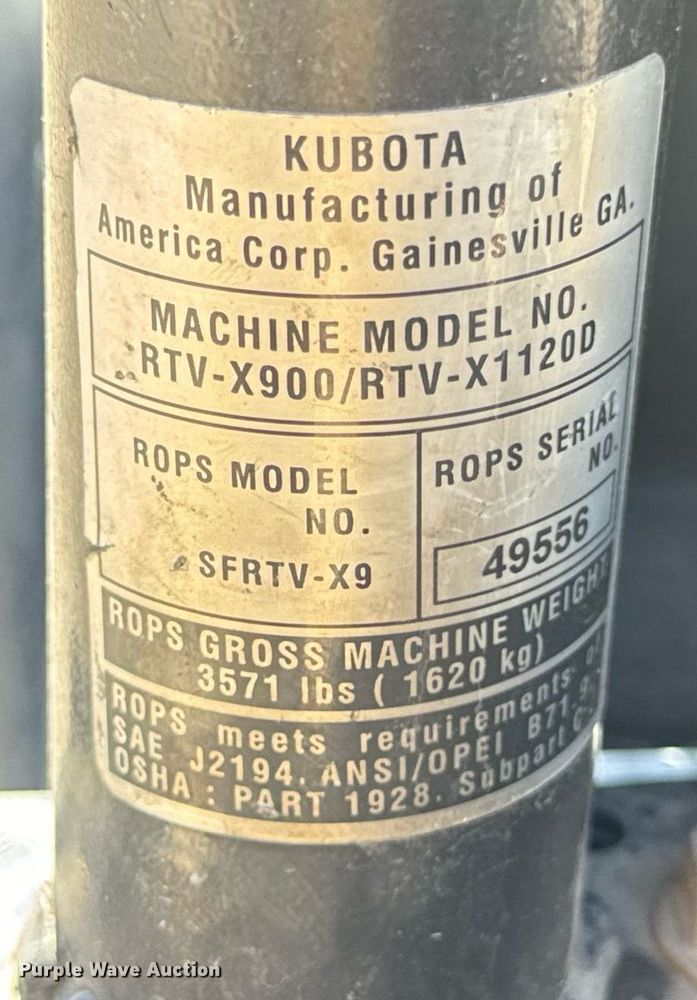 KUBOTA
Manufacturing of
America Corp. Gainesville GA.
MACHINE MODEL NO.
RTV-X900/RTV-X1120D
ROPS MODEL
NO.
SFRTV-X9
ROPS SERIAL
NO.
49556
ROPS GROSS MACHINE WEIGHT
3571 lbs ( 1620 kg)
ROPS meets requirements of
SAE J2194. ANSI/OPEI B71.9.
OSHA : PART 1928. Subpart
Purple Wave Auction